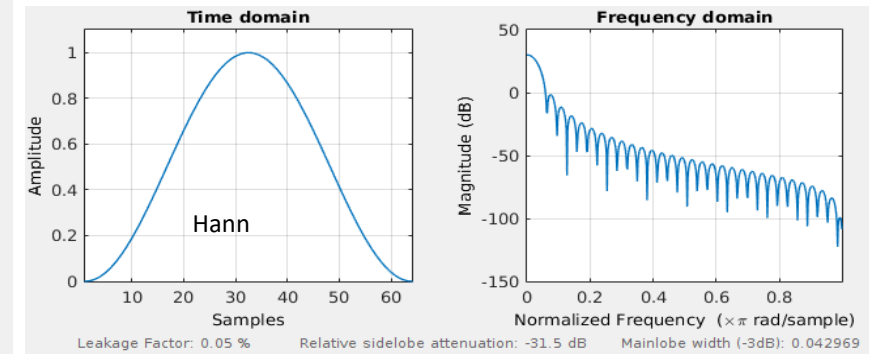 Time domain
1
0.8
0.6
0.4
0.2
0
Amplitude
Hann
10 20 30 40 50 60
Samples
Frequency domain
50
0
-50
-100
-150
Magnitude (dB)
0 0.2 0.4 0.6 0.8
Normalized Frequency (×π rad/sample)
Leakage Factor: 0.05 % Relative sidelobe attenuation: -31.5 dB Mainlobe width (-3dB): 0.042969